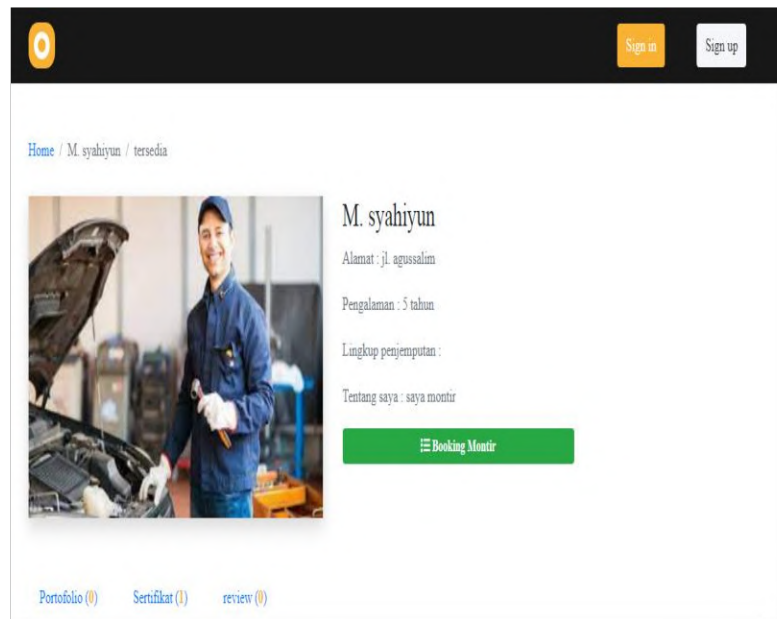 Sign in Sign up
Home / M. syahiyun / tersedia
M. syahiyun
Alamat : jl. agussalim
Pengalaman : 5 tahun
Lingkup penjemputan :
Tentang saya : saya montir
Booking Montir
Portofolio (0) Sertifikat (1) review (0)